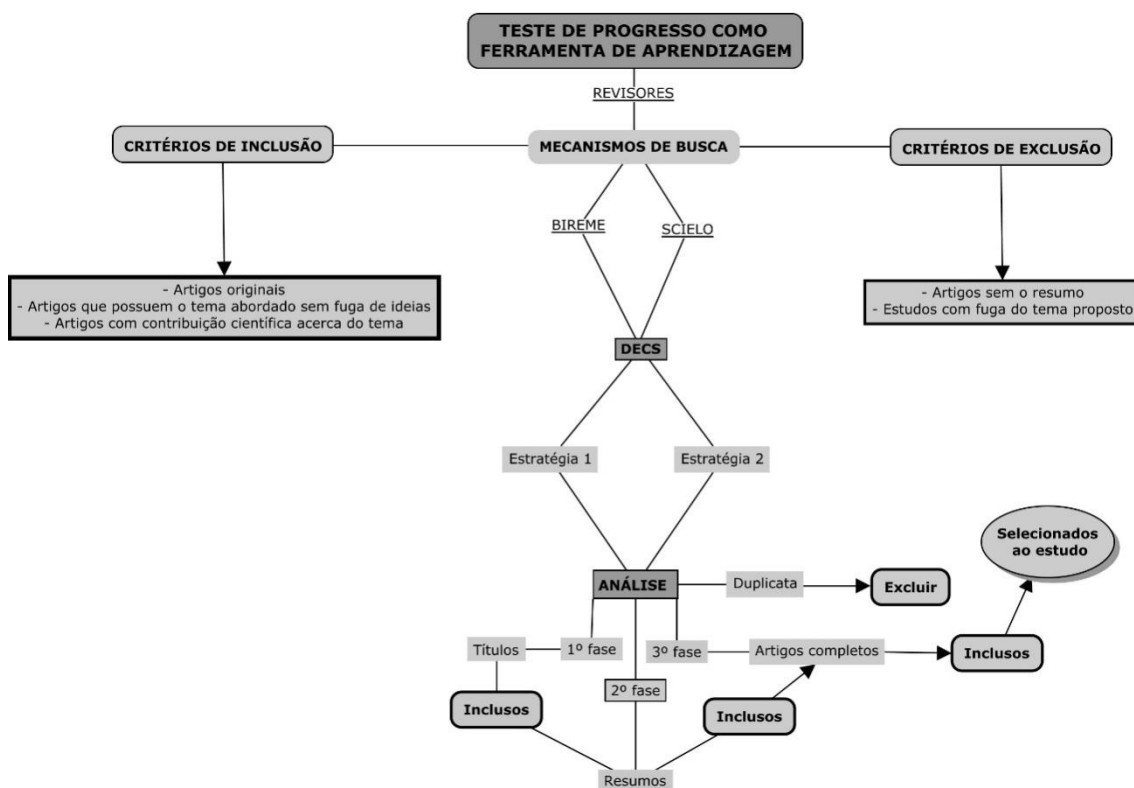 TESTE DE PROGRESSO COMO
FERRAMENTA DE APRENDIZAGEM
REVISORES
CRITÉRIOS DE INCLUSÃO
MECANISMOS DE BUSCA
CRITÉRIOS DE EXCLUSÃO
BIREME
SCIELO
- Artigos originais
- Artigos que possuem o tema abordado sem fuga de ideias
- Artigos com contribuição científica acerca do tema
- Artigos sem o resumo
- Estudos com fuga do tema proposto
DECS
Estratégia 1
Estratégia 2
Selecionados
ao estudo
ANÁLISE
Duplicata
Excluir
Títulos
1º fase
3º fase
Artigos completos
Inclusos
2º fase
Inclusos
Inclusos
Resumos